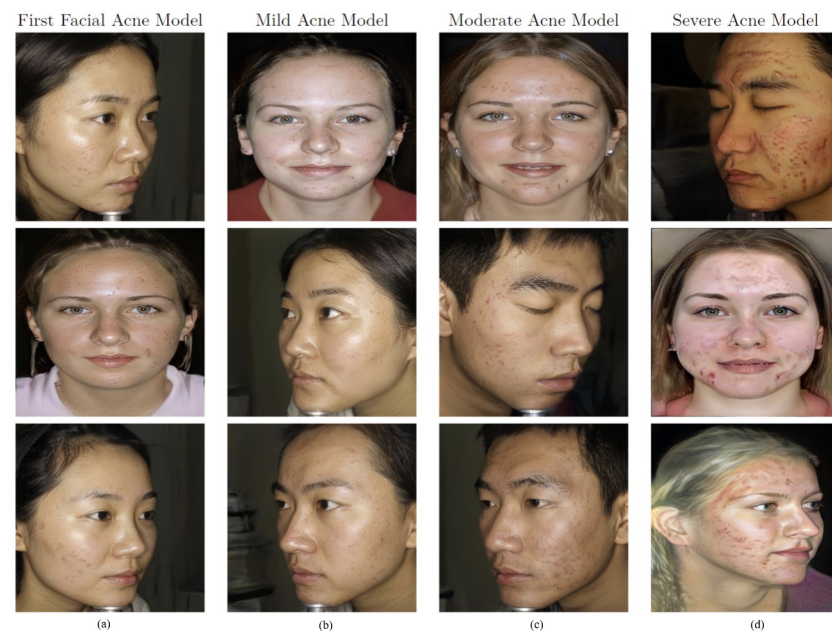 First Facial Acne Model
Mild Acne Model
Moderate Acne Model
Severe Acne Model
(a)
(b)
(c)
(d)